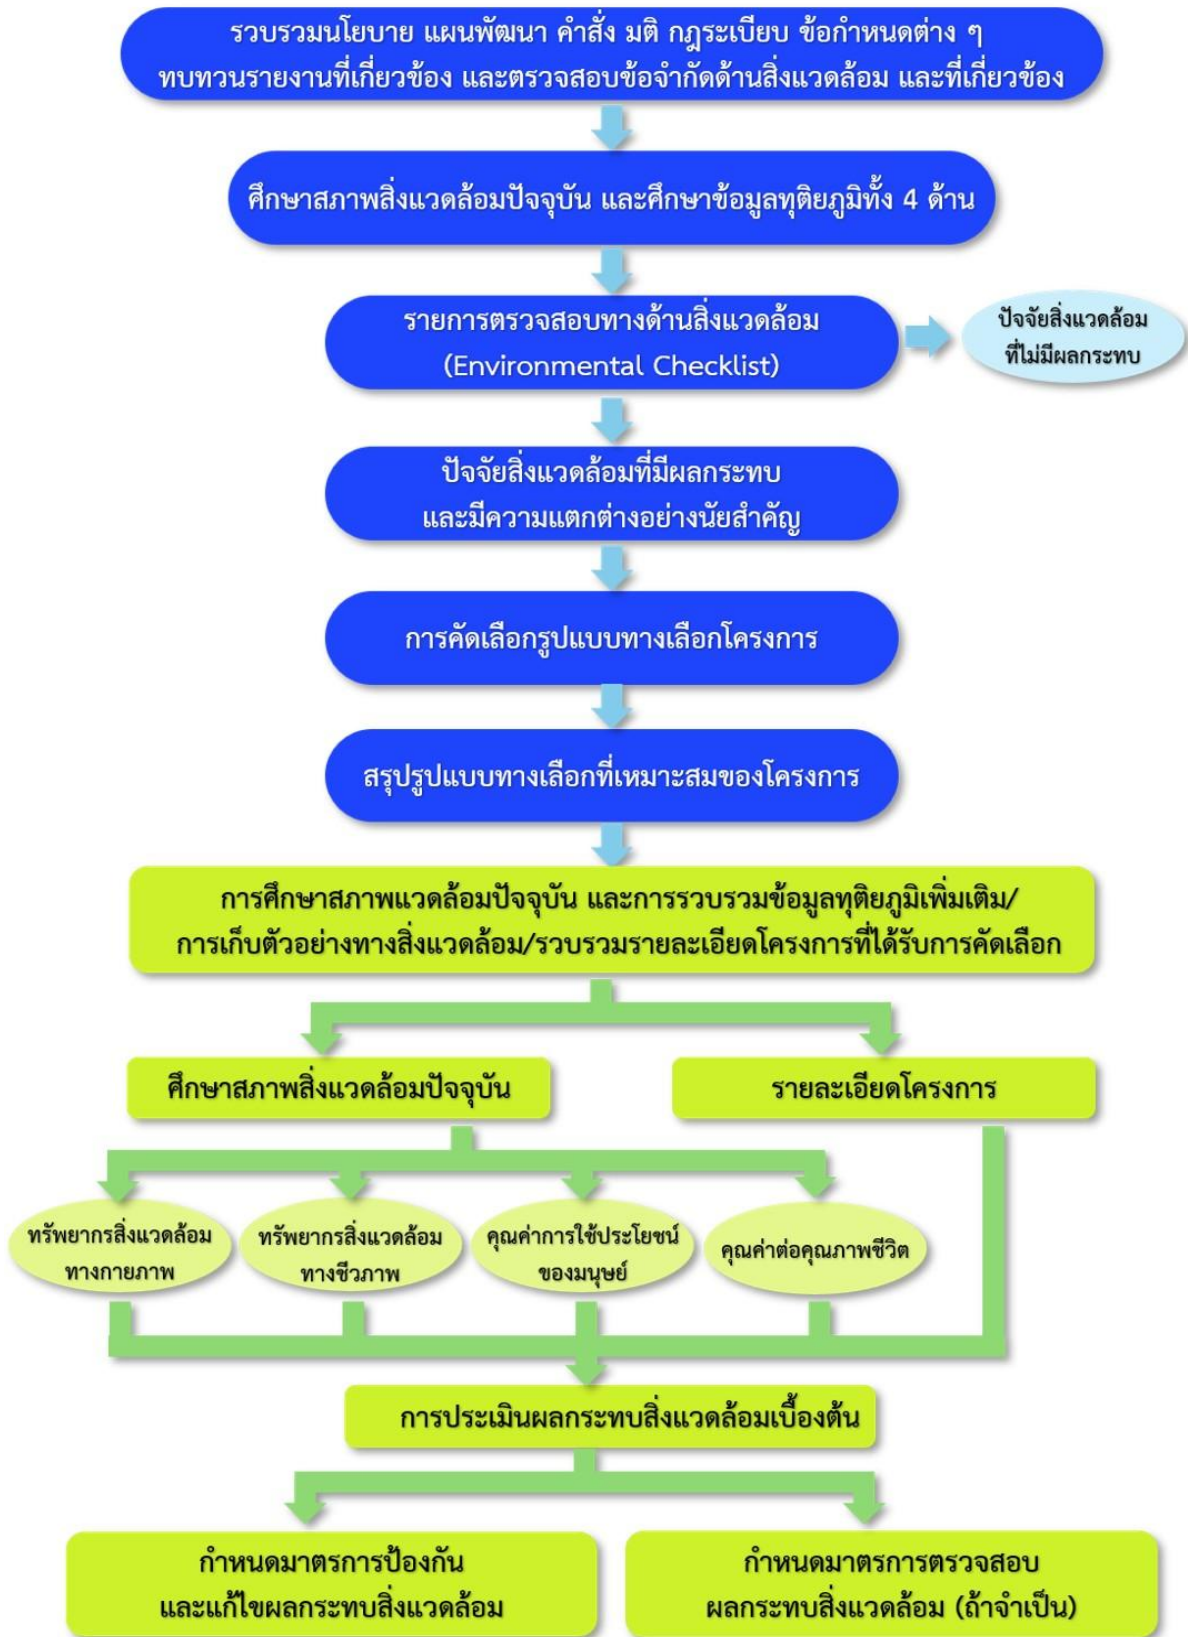 รวบรวมนโยบาย แผนพัฒนา คำสั่ง มติ กฎระเบียบ ข้อกำหนดต่าง ๆ
ทบทวนรายงานที่เกี่ยวข้อง และตรวจสอบข้อจำกัดด้านสิ่งแวดล้อม และที่เกี่ยวข้อง
ศึกษาสภาพสิ่งแวดล้อมปัจจุบัน และศึกษาข้อมูลทุติยภูมิทั้ง 4 ด้าน
รายการตรวจสอบทางด้านสิ่งแวดล้อม
(Environmental Checklist)
ปัจจัยสิ่งแวดล้อม
ที่ไม่มีผลกระทบ
ปัจจัยสิ่งแวดล้อมที่มีผลกระทบ
และมีความแตกต่างอย่างนัยสำคัญ
การคัดเลือกรูปแบบทางเลือกโครงการ
สรุปรูปแบบทางเลือกที่เหมาะสมของโครงการ
การศึกษาสภาพแวดล้อมปัจจุบัน และการรวบรวมข้อมูลทุติยภูมิเพิ่มเติม/
การเก็บตัวอย่างทางสิ่งแวดล้อม/รวบรวมรายละเอียดโครงการที่ได้รับการคัดเลือก
ศึกษาสภาพสิ่งแวดล้อมปัจจุบัน
รายละเอียดโครงการ
ทรัพยากรสิ่งแวดล้อม
ทางกายภาพ
ทรัพยากรสิ่งแวดล้อม
ทางชีวภาพ
คุณค่าการใช้ประโยชน์
ของมนุษย์
คุณค่าต่อคุณภาพชีวิต
การประเมินผลกระทบสิ่งแวดล้อมเบื้องต้น
กำหนดมาตรการป้องกัน
และแก้ไขผลกระทบสิ่งแวดล้อม
กำหนดมาตรการตรวจสอบ
ผลกระทบสิ่งแวดล้อม (ถ้าจำเป็น)